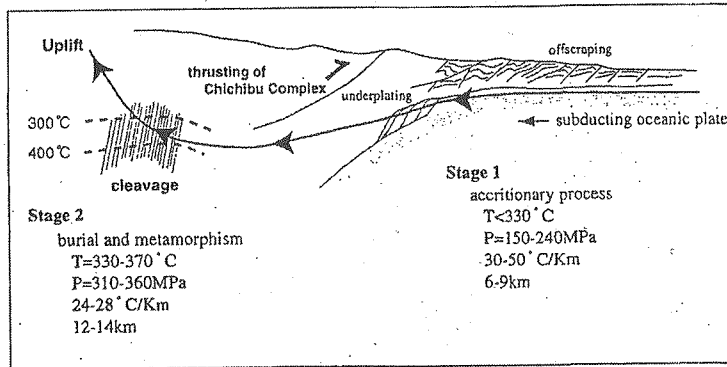 Uplift
thrusting of
Chichibu Complex
offscraping
underplating
300°C
400°C
cleavage
subducting oceanic plate
Stage 1
accritionary process
T<330°C
P=150-240MPa
30-50°C/Km
6-9km
Stage 2
burial and metamorphism
T=330-370°C
P=310-360MPa
24-28°C/Km
12-14km